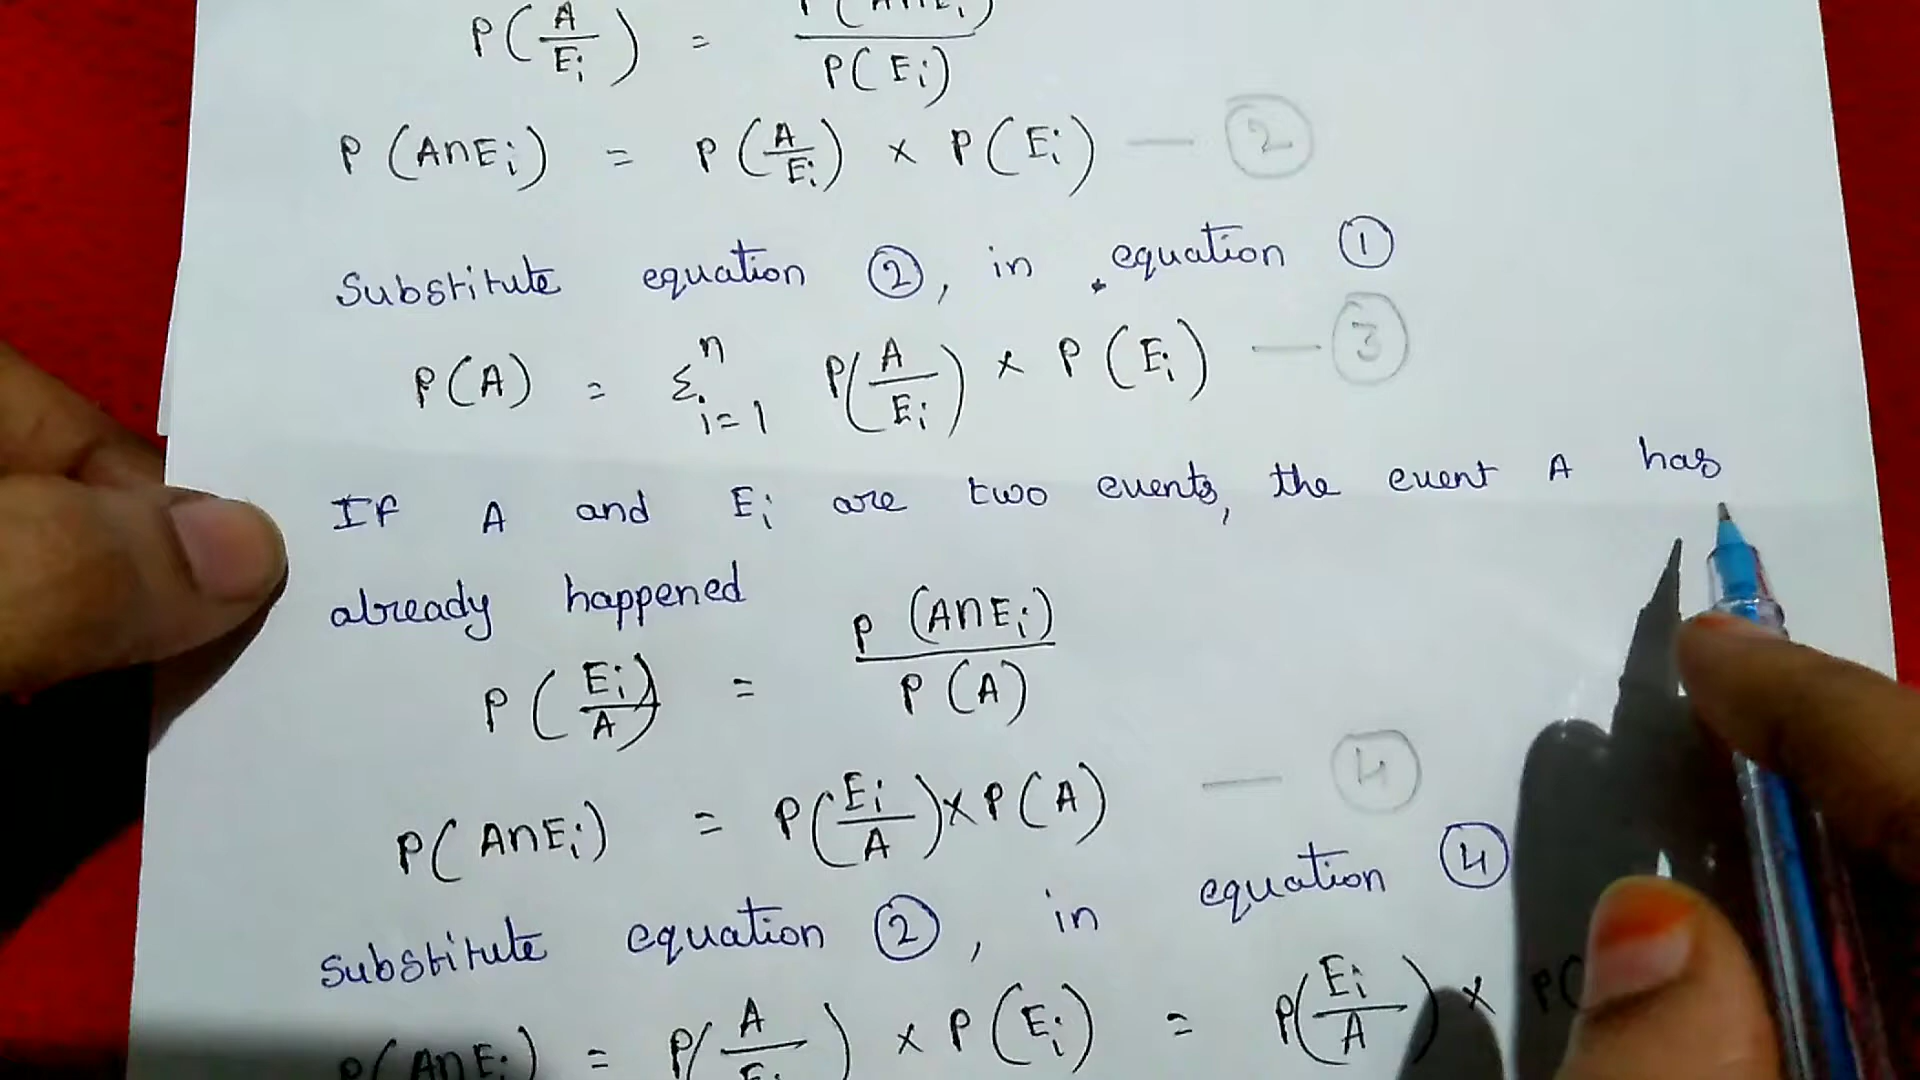 P(A/Ei) = P(A∩Ei)/P(Ei)
P(A∩Ei) = P(A/Ei) × P(Ei) — ②
Substitute equation ②, in equation ①
P(A) = Σ i=1 n P(A/Ei) × P(Ei) — ③
If A and Ei are two events, the event A has
already happened
P(Ei/A) = P(A∩Ei)/P(A)
P(A∩Ei) = P(Ei/A)×P(A) — ④
Substitute equation ②, in equation ④
P(A∩Ei) = P(A/Ei) × P(Ei) = P(Ei/A) × P(